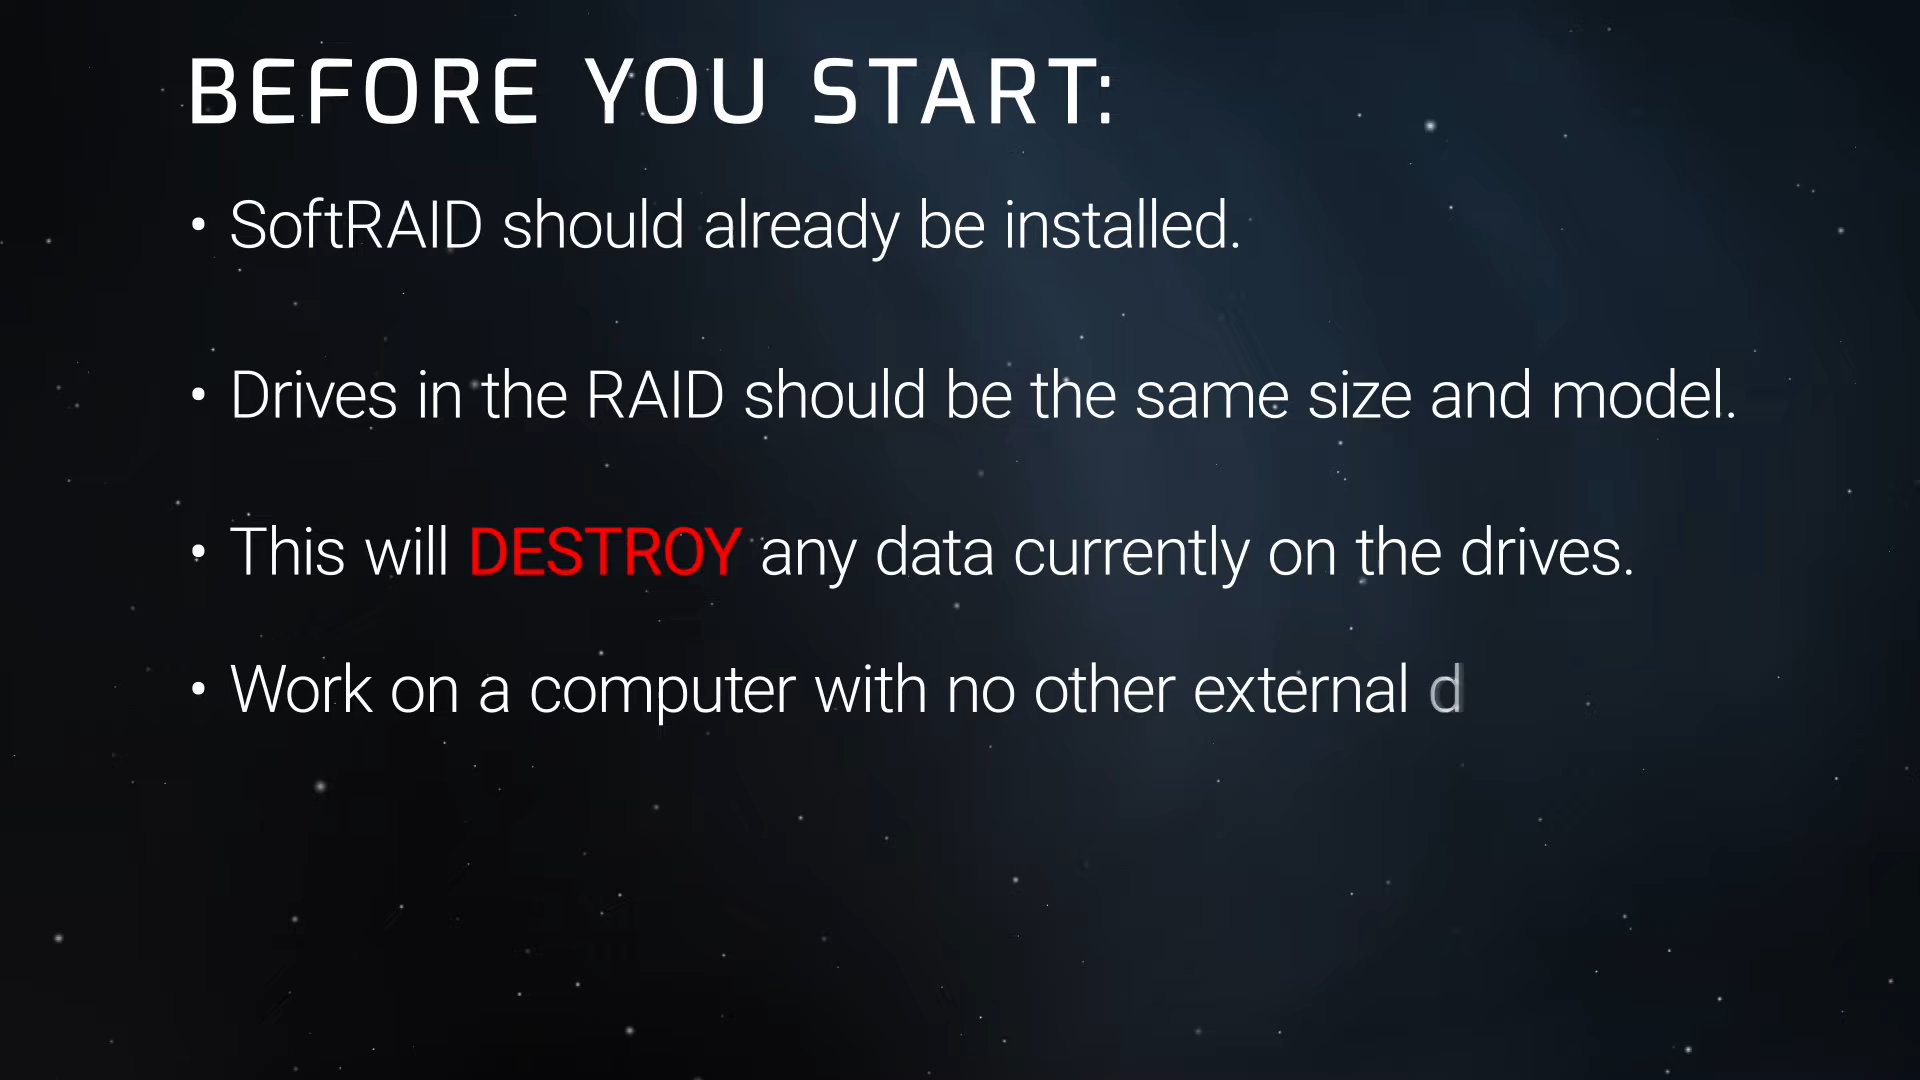 BEFORE YOU START:
• SoftRAID should already be installed.
• Drives in the RAID should be the same size and model.
• This will DESTROY any data currently on the drives.
• Work on a computer with no other external d